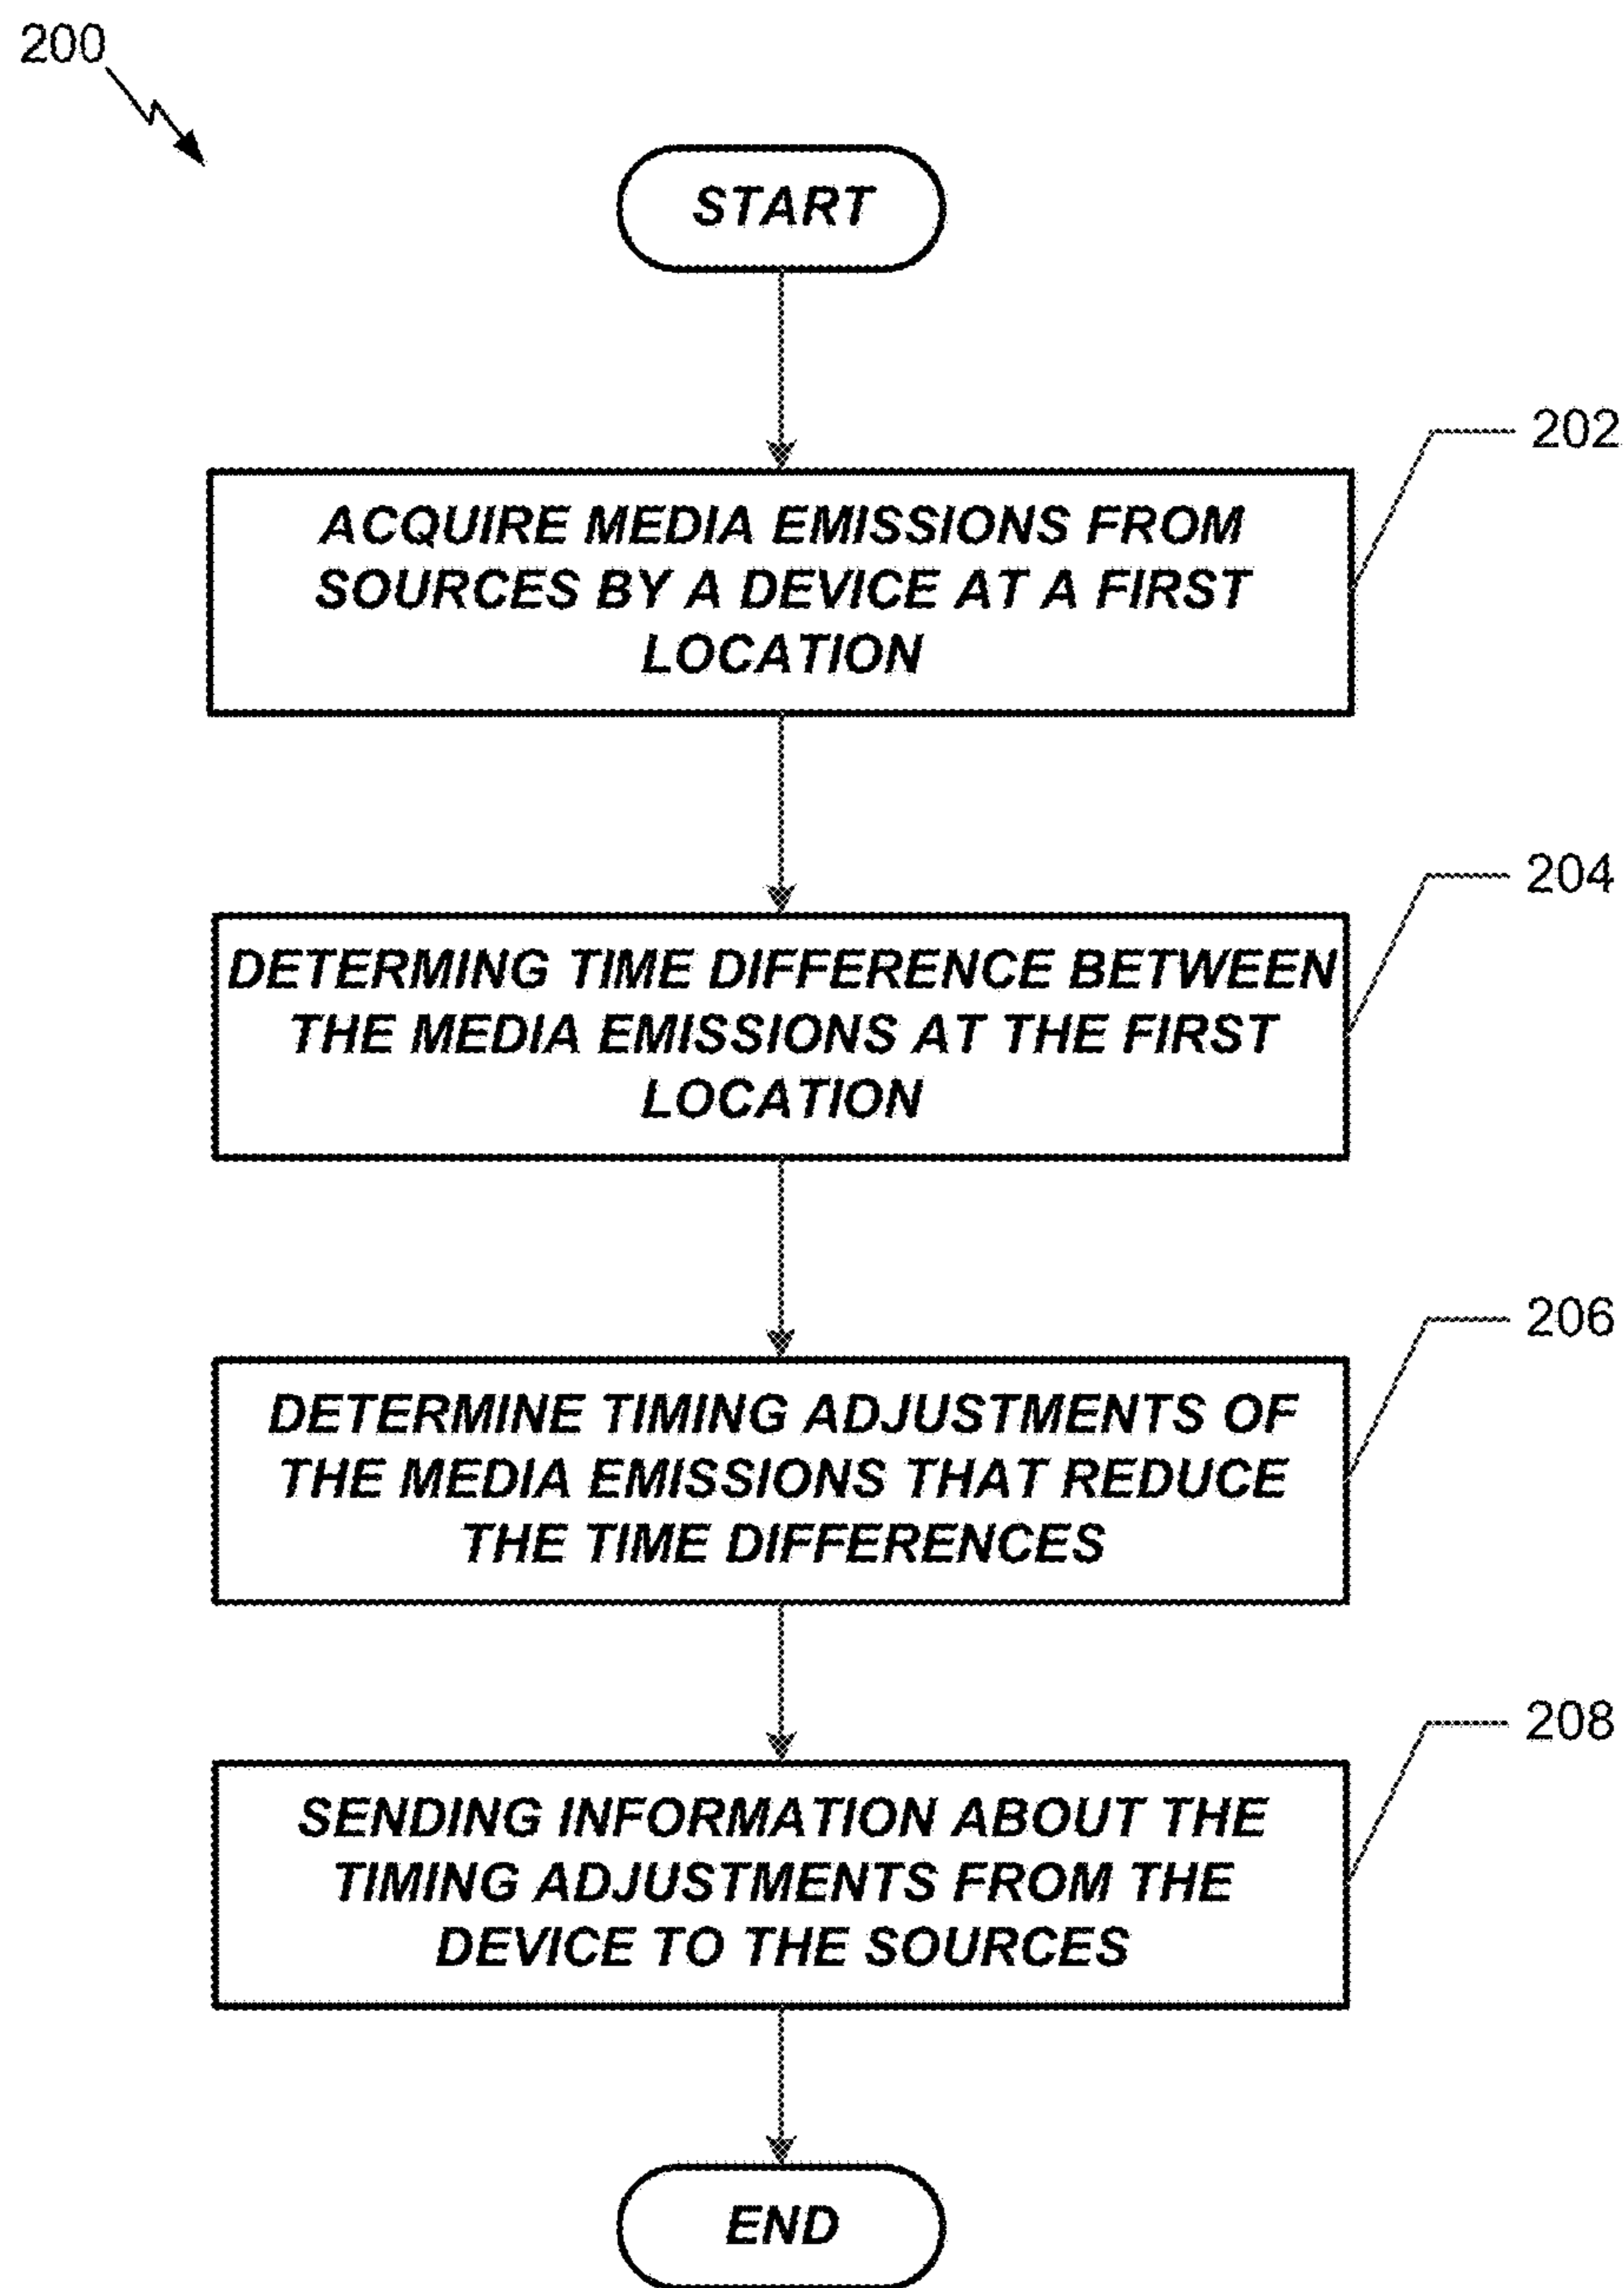 200
START
202
ACQUIRE MEDIA EMISSIONS FROM
SOURCES BY A DEVICE AT A FIRST
LOCATION
204
DETERMING TIME DIFFERENCE BETWEEN
THE MEDIA EMISSIONS AT THE FIRST
LOCATION
206
DETERMINE TIMING ADJUSTMENTS OF
THE MEDIA EMISSIONS THAT REDUCE
THE TIME DIFFERENCES
208
SENDING INFORMATION ABOUT THE
TIMING ADJUSTMENTS FROM THE
DEVICE TO THE SOURCES
END